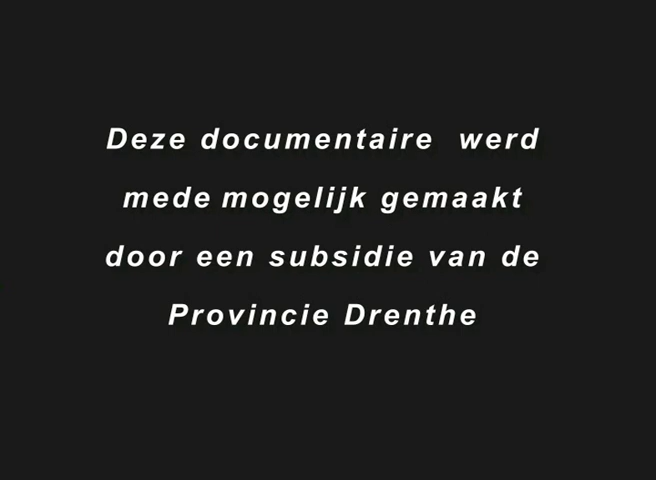 Deze documentaire werd
mede mogelijk gemaakt
door een subsidie van de
Provincie Drenthe